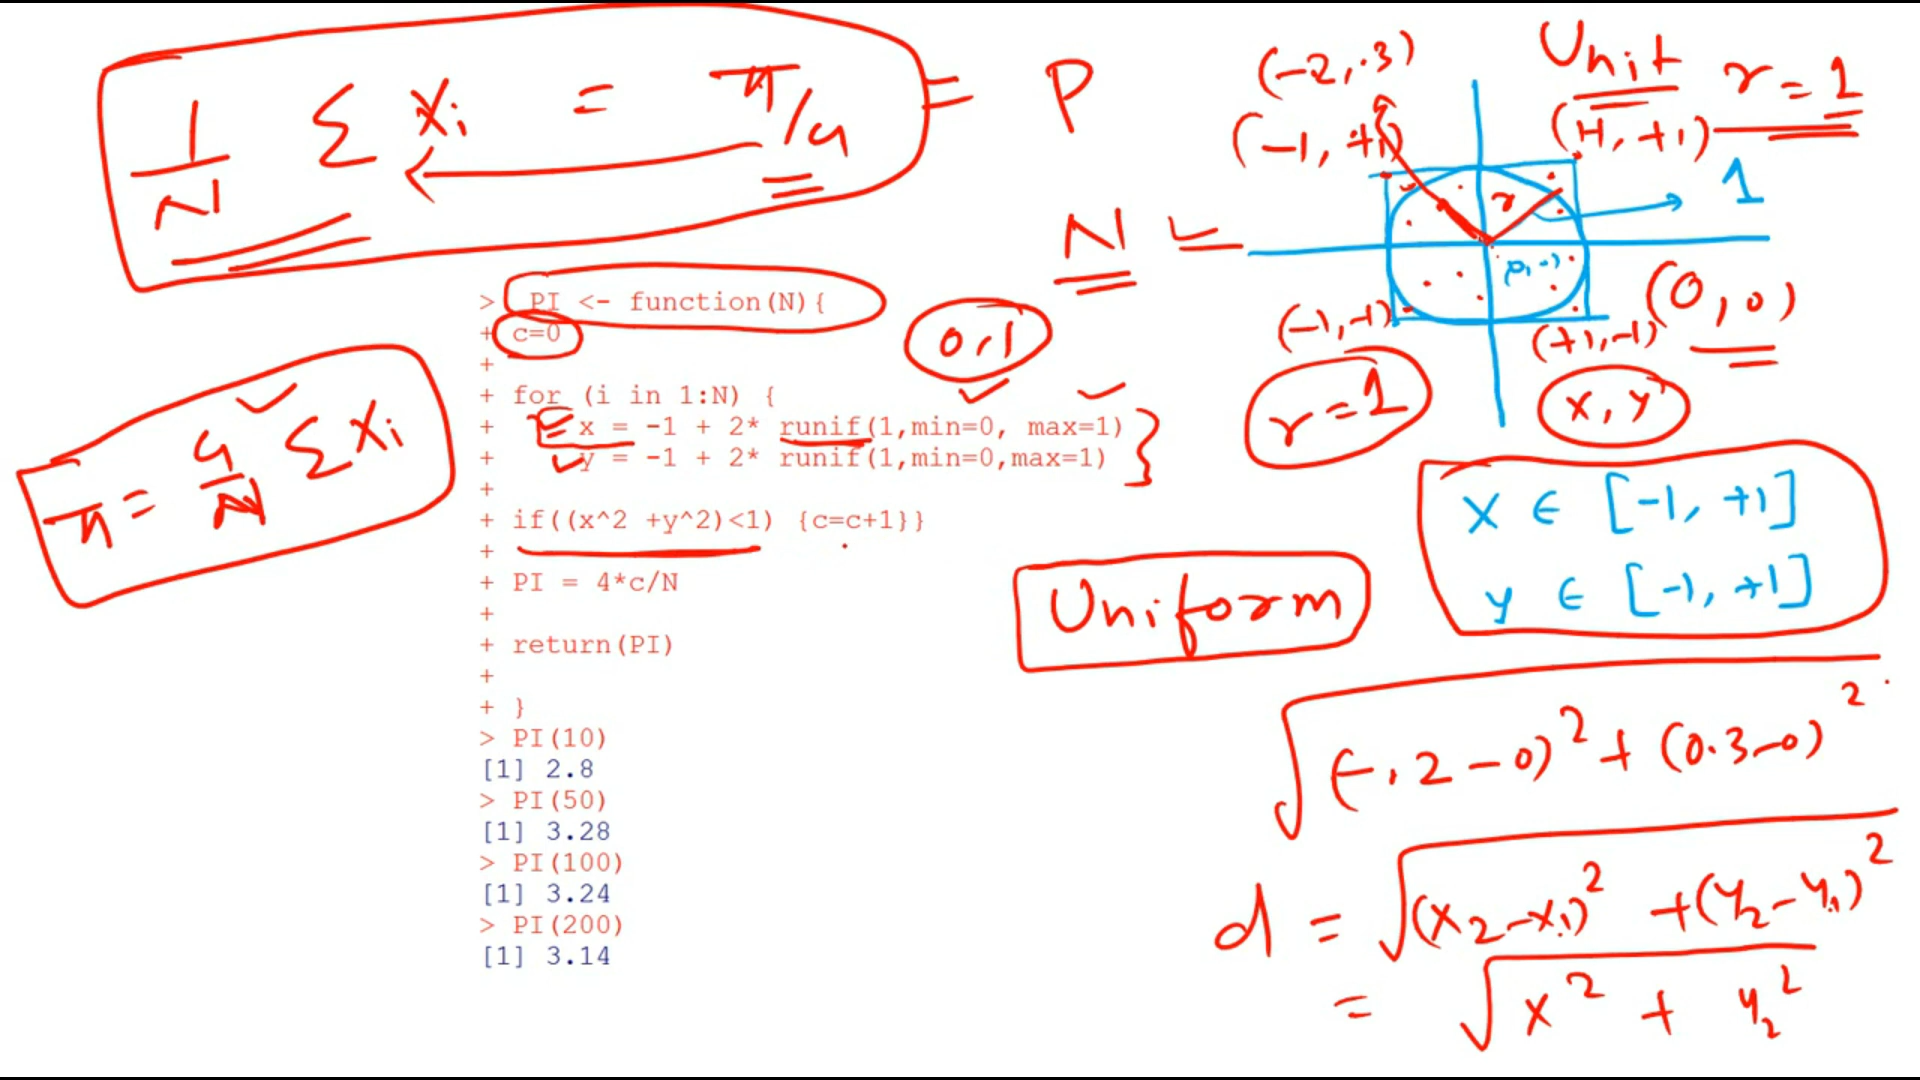 1/N Σ Xi = π/4 = P
(-2, .3)
Unit r = 1
(-1, +1)
(+1, +1)
1
r
N =
(0, 0)
(-1, -1)
(+1, -1)
r = 1
x, y
0, 1
> PI <- function(N){
+ c=0
+
+ for (i in 1:N) {
+ x = -1 + 2* runif(1,min=0, max=1)
+ y = -1 + 2* runif(1,min=0,max=1)
+
+ if((x^2 +y^2)<1) {c=c+1}}
+
+ PI = 4*c/N
+
+ return(PI)
+
+ }
> PI(10)
[1] 2.8
> PI(50)
[1] 3.28
> PI(100)
[1] 3.24
> PI(200)
[1] 3.14
π = 4/N Σ Xi
x ∈ [-1, +1]
y ∈ [-1, +1]
Uniform
√(-.2-0)² + (0.3-0)²
d = √(x₂-x₁)² + (y₂-y₁)²
= √x² + y₂²